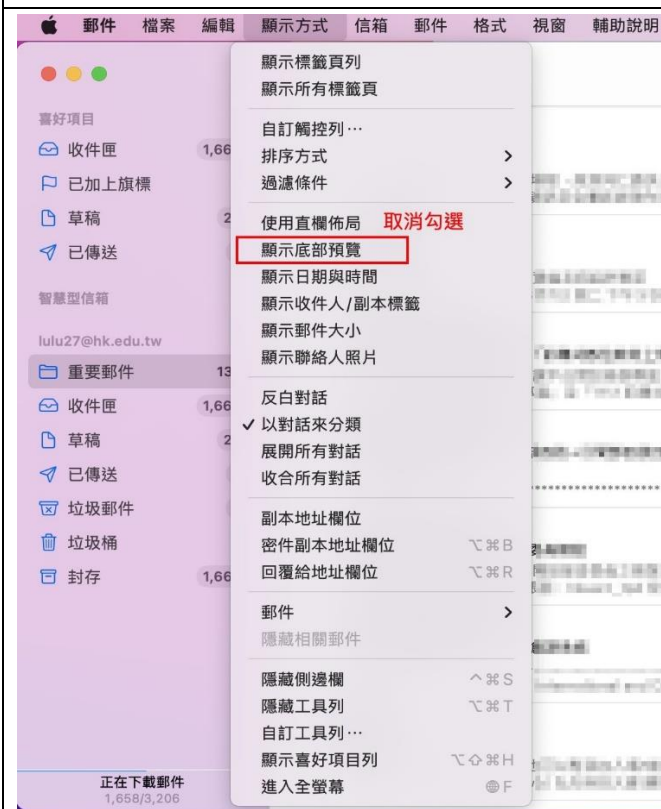 郵件 檔案 編輯 顯示方式 信箱 郵件 格式 視窗 輔助說明
喜好項目
收件匣 1,66
已加上旗標
草稿 2
已傳送
智慧型信箱
lulu27@hk.edu.tw
重要郵件 13
收件匣 1,66
草稿 2
已傳送
垃圾郵件
垃圾桶
封存 1,66
正在下載郵件
1,658/3,206
顯示標籤頁列
顯示所有標籤頁
自訂觸控列…
排序方式 >
過濾條件 >
使用直欄佈局 取消勾選
顯示底部預覽
顯示日期與時間
顯示收件人/副本標籤
顯示郵件大小
顯示聯絡人照片
反白對話
✓ 以對話來分類
展開所有對話
收合所有對話
副本地址欄位
密件副本地址欄位 ⌥⌘B
回覆給地址欄位 ⌥⌘R
郵件 >
隱藏相關郵件
隱藏側邊欄 ^⌘S
隱藏工具列 ⌥⌘T
自訂工具列…
顯示喜好項目列 ⌥⇧⌘H
進入全螢幕 🌐F